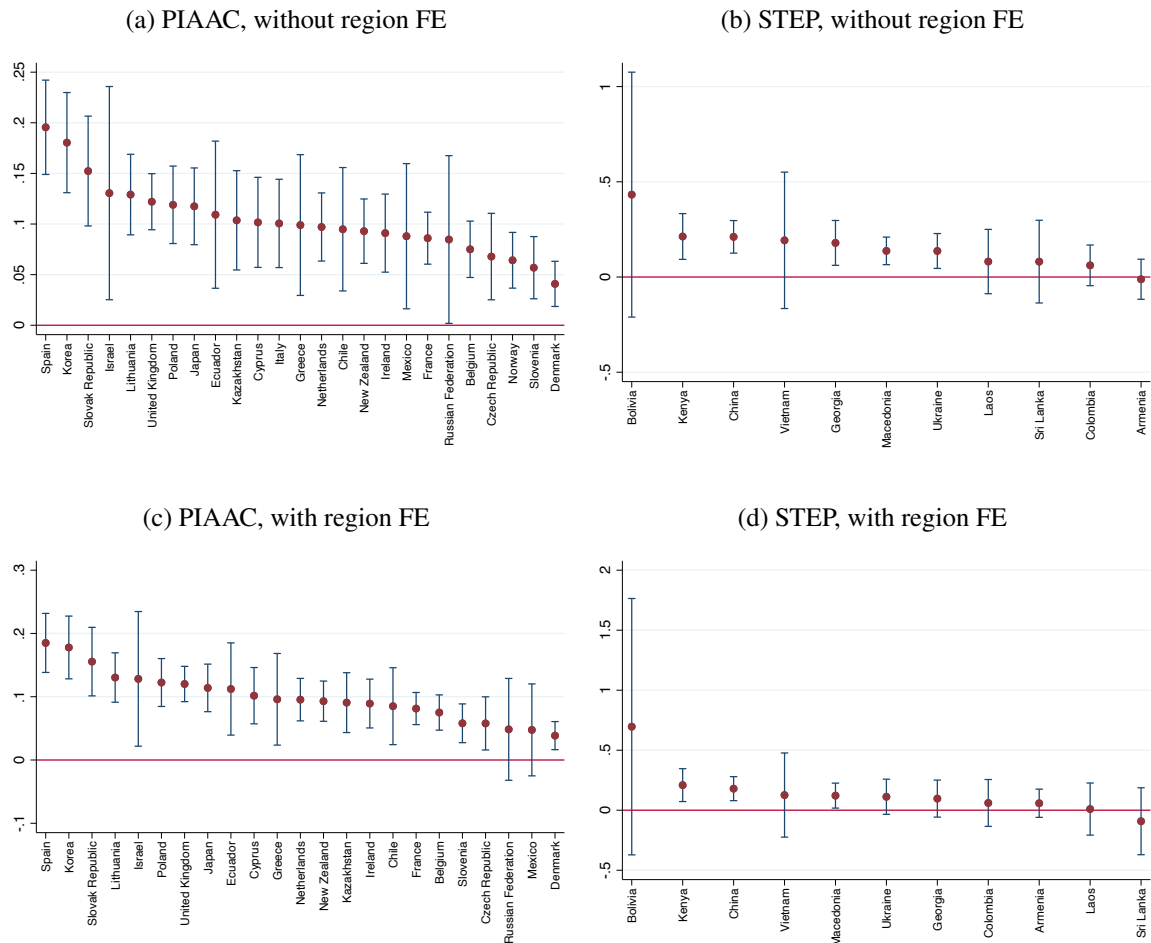 (a) PIAAC, without region FE
.25
.2
.15
.1
.05
0
Spain
Korea
Slovak Republic
Israel
Lithuania
United Kingdom
Poland
Japan
Ecuador
Kazakhstan
Cyprus
Italy
Greece
Netherlands
Chile
New Zealand
Ireland
Mexico
France
Russian Federation
Belgium
Czech Republic
Norway
Slovenia
Denmark
(b) STEP, without region FE
1
.5
0
-.5
Bolivia
Kenya
China
Vietnam
Georgia
Macedonia
Ukraine
Laos
Sri Lanka
Colombia
Armenia
(c) PIAAC, with region FE
.3
.2
.1
0
-.1
Spain
Korea
Slovak Republic
Lithuania
Israel
Poland
United Kingdom
Japan
Ecuador
Cyprus
Greece
Netherlands
New Zealand
Kazakhstan
Ireland
Chile
France
Belgium
Slovenia
Czech Republic
Russian Federation
Mexico
Denmark
(d) STEP, with region FE
2
1.5
1
.5
0
-.5
Bolivia
Kenya
China
Vietnam
Macedonia
Ukraine
Georgia
Colombia
Armenia
Laos
Sri Lanka